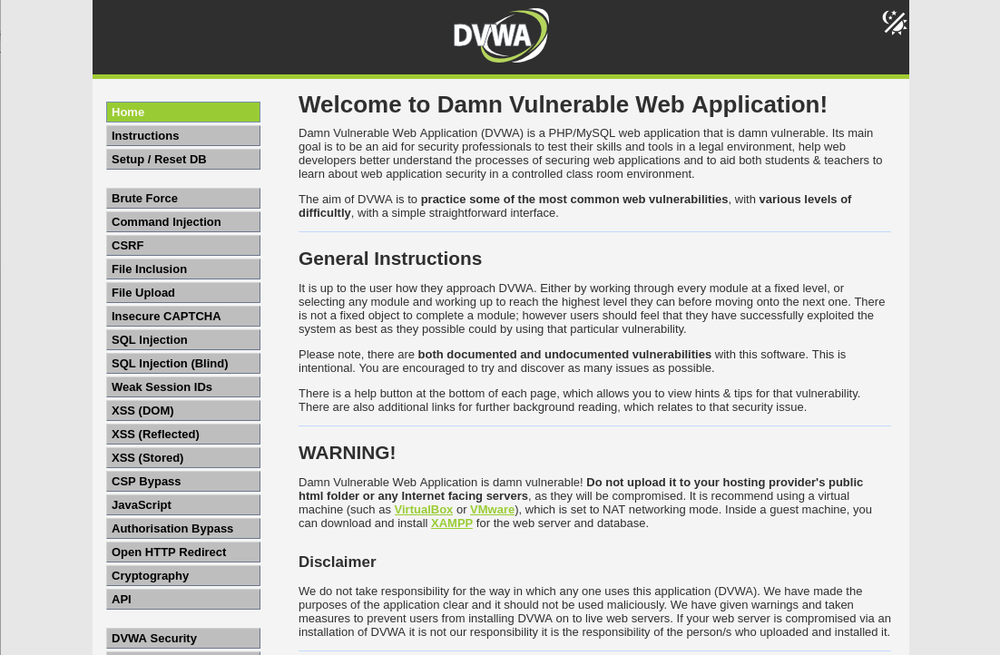 DVWA
Home
Instructions
Setup / Reset DB
Brute Force
Command Injection
CSRF
File Inclusion
File Upload
Insecure CAPTCHA
SQL Injection
SQL Injection (Blind)
Weak Session IDs
XSS (DOM)
XSS (Reflected)
XSS (Stored)
CSP Bypass
JavaScript
Authorisation Bypass
Open HTTP Redirect
Cryptography
API
DVWA Security
Welcome to Damn Vulnerable Web Application!
Damn Vulnerable Web Application (DVWA) is a PHP/MySQL web application that is damn vulnerable. Its main
goal is to be an aid for security professionals to test their skills and tools in a legal environment, help web
developers better understand the processes of securing web applications and to aid both students & teachers to
learn about web application security in a controlled class room environment.
The aim of DVWA is to practice some of the most common web vulnerabilities, with various levels of
difficultly, with a simple straightforward interface.
General Instructions
It is up to the user how they approach DVWA. Either by working through every module at a fixed level, or
selecting any module and working up to reach the highest level they can before moving onto the next one. There
is not a fixed object to complete a module; however users should feel that they have successfully exploited the
system as best as they possible could by using that particular vulnerability.
Please note, there are both documented and undocumented vulnerabilities with this software. This is
intentional. You are encouraged to try and discover as many issues as possible.
There is a help button at the bottom of each page, which allows you to view hints & tips for that vulnerability.
There are also additional links for further background reading, which relates to that security issue.
WARNING!
Damn Vulnerable Web Application is damn vulnerable! Do not upload it to your hosting provider's public
html folder or any Internet facing servers, as they will be compromised. It is recommend using a virtual
machine (such as VirtualBox or VMware), which is set to NAT networking mode. Inside a guest machine, you
can download and install XAMPP for the web server and database.
Disclaimer
We do not take responsibility for the way in which any one uses this application (DVWA). We have made the
purposes of the application clear and it should not be used maliciously. We have given warnings and taken
measures to prevent users from installing DVWA on to live web servers. If your web server is compromised via an
installation of DVWA it is not our responsibility it is the responsibility of the person/s who uploaded and installed it.